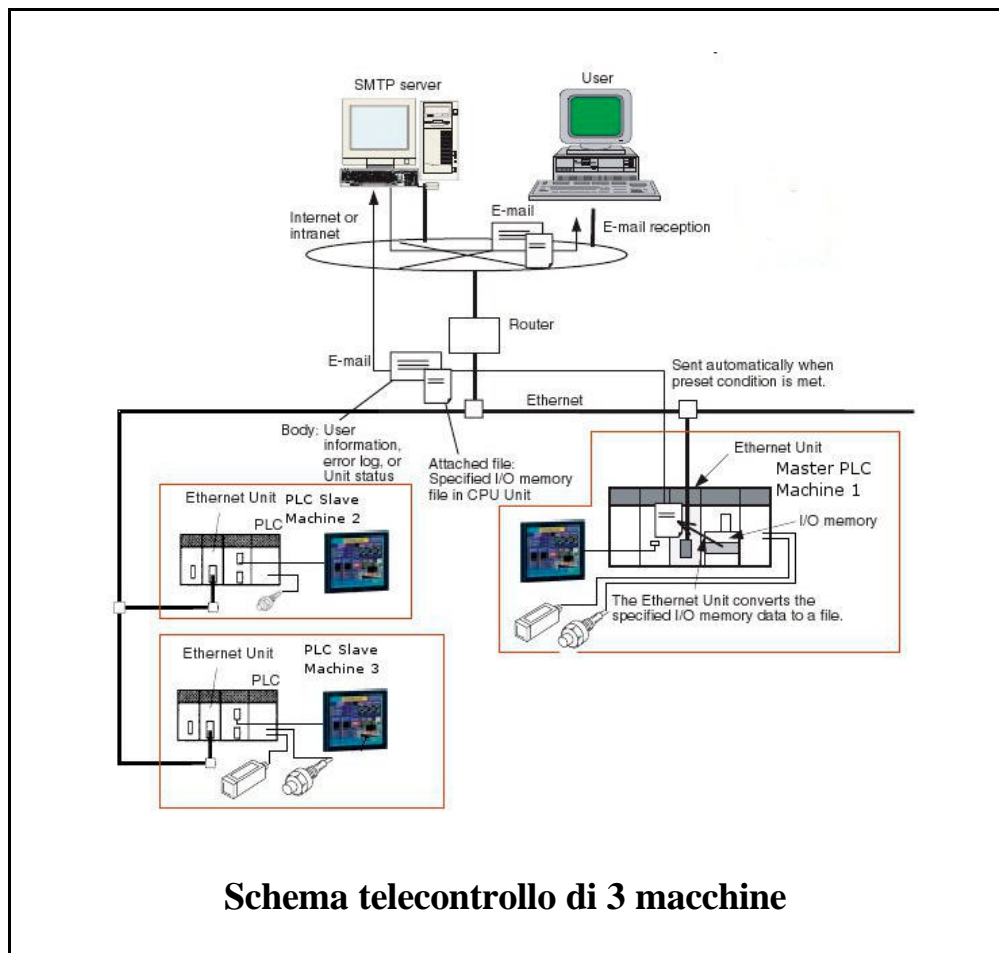 SMTP server
User
Internet or
intranet
E-mail
E-mail reception
Router
E-mail
Sent automatically when
preset condition is met.
Ethernet
Body: User
information,
error log, or
Unit status
Attached file:
Specified I/O memory
file in CPU Unit
Ethernet Unit
Master PLC
Machine 1
I/O memory
The Ethernet Unit converts the
specified I/O memory data to a file.
Ethernet Unit
PLC Slave
Machine 2
PLC
Ethernet Unit
PLC Slave
Machine 3
PLC
Schema telecontrollo di 3 macchine